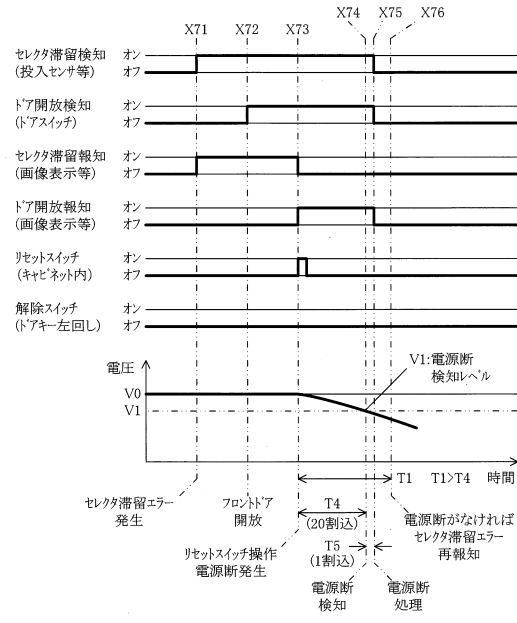 X74 X75 X76
X71 X72 X73
セレクタ滞留検知 オン
(投入センサ等) オフ
ドア開放検知 オン
(ドアスイッチ) オフ
セレクタ滞留報知 オン
(画像表示等) オフ
ドア開放報知 オン
(画像表示等) オフ
リセットスイッチ オン
(キャビネット内) オフ
解除スイッチ オン
(ドアキー左回し) オフ
電圧
V1:電源断
検知レベル
V0
V1
T1 T1>T4 時間
セレクタ滞留エラー
発生
フロントドア
開放
T4
(20割込)
電源断がなければ
セレクタ滞留エラー
再報知
リセットスイッチ操作
電源断発生
T5
(1割込)
電源断
検知
電源断
処理